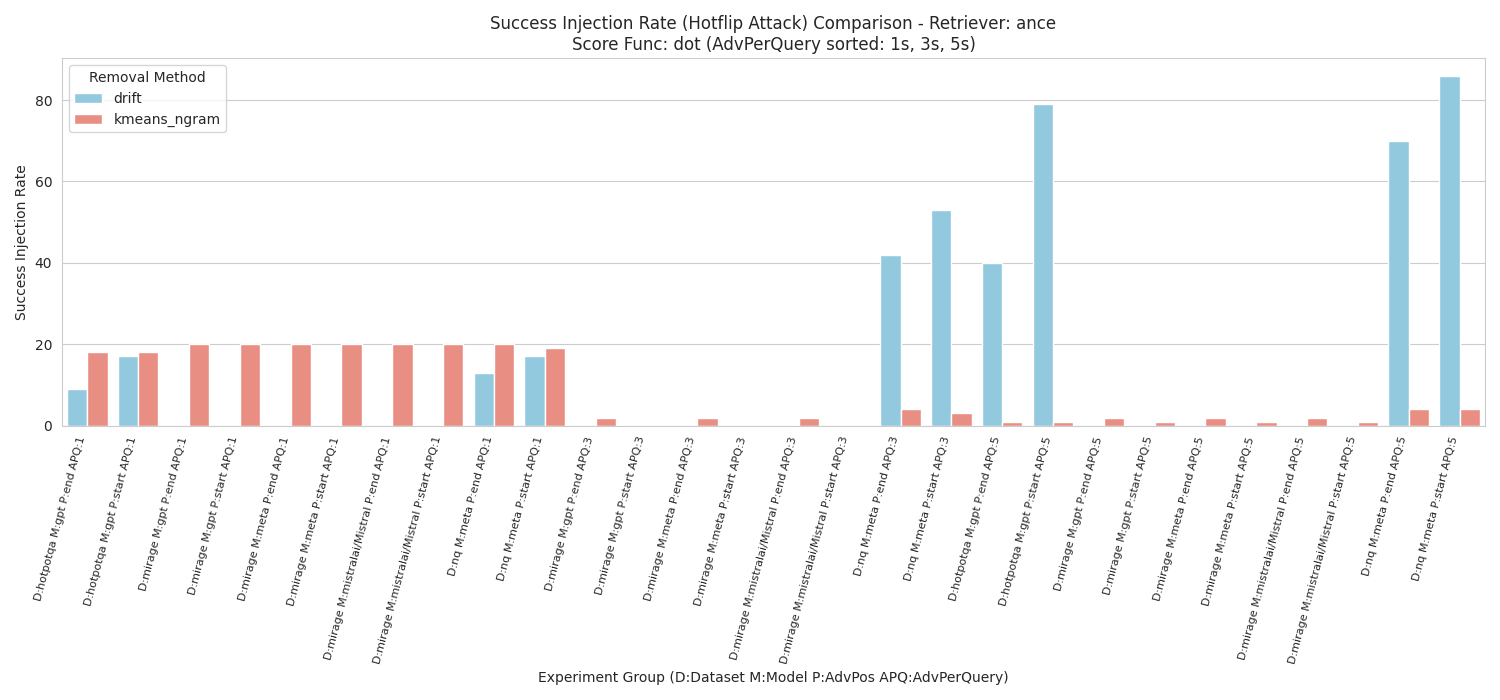 Success Injection Rate (Hotflip Attack) Comparison - Retriever: ance
Score Func: dot (AdvPerQuery sorted: 1s, 3s, 5s)
Removal Method
drift
kmeans_ngram
Success Injection Rate
80
60
40
20
0
D:hotpotqa M:gpt P:end APQ:1
D:hotpotqa M:gpt P:start APQ:1
D:mirage M:gpt P:end APQ:1
D:mirage M:gpt P:start APQ:1
D:mirage M:meta P:end APQ:1
D:mirage M:meta P:start APQ:1
D:mirage M:mistralai/Mistral P:end APQ:1
D:mirage M:mistralai/Mistral P:start APQ:1
D:nq M:meta P:end APQ:1
D:nq M:meta P:start APQ:1
D:mirage M:gpt P:end APQ:3
D:mirage M:gpt P:start APQ:3
D:mirage M:meta P:end APQ:3
D:mirage M:meta P:start APQ:3
D:mirage M:mistralai/Mistral P:end APQ:3
D:mirage M:mistralai/Mistral P:start APQ:3
D:nq M:meta P:end APQ:3
D:nq M:meta P:start APQ:3
D:hotpotqa M:gpt P:end APQ:5
D:hotpotqa M:gpt P:start APQ:5
D:mirage M:gpt P:end APQ:5
D:mirage M:gpt P:start APQ:5
D:mirage M:meta P:end APQ:5
D:mirage M:meta P:start APQ:5
D:mirage M:mistralai/Mistral P:end APQ:5
D:mirage M:mistralai/Mistral P:start APQ:5
D:nq M:meta P:end APQ:5
D:nq M:meta P:start APQ:5
Experiment Group (D:Dataset M:Model P:AdvPos APQ:AdvPerQuery)